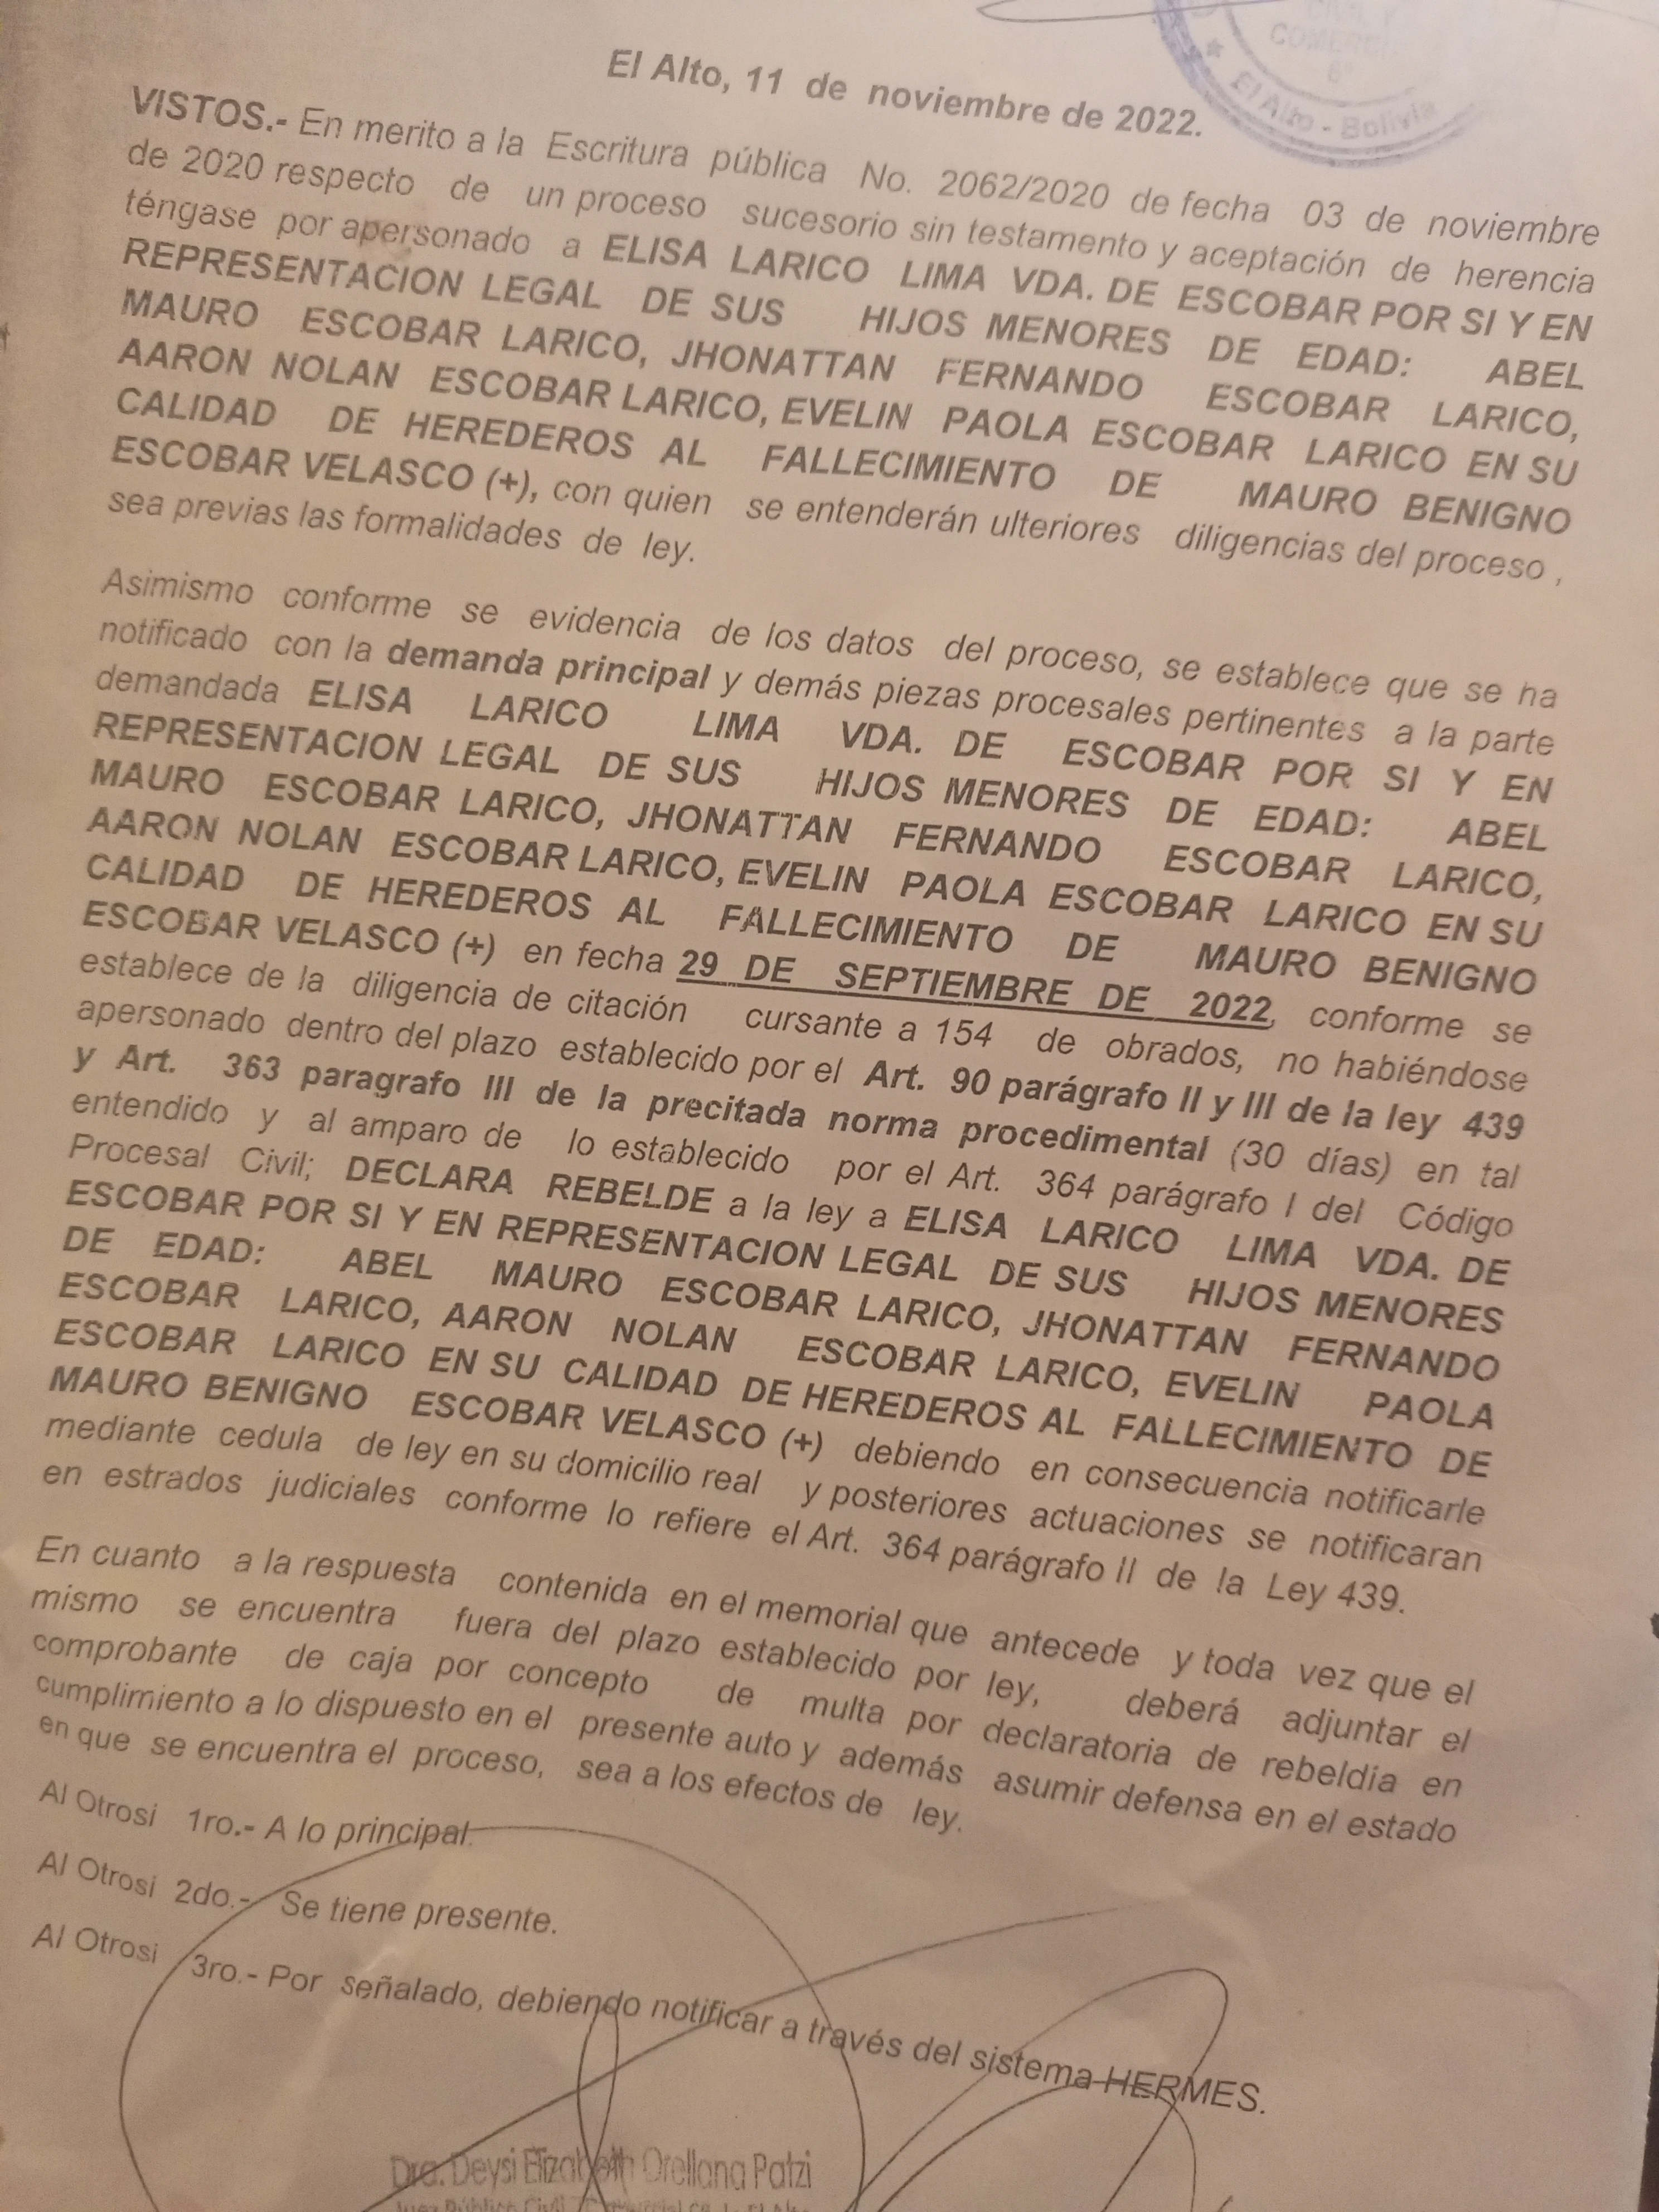 COMERCI
6°
El Alto - Bolivia
El Alto, 11 de noviembre de 2022.
VISTOS.- En merito a la Escritura pública No. 2062/2020 de fecha 03 de noviembre
de 2020 respecto de un proceso sucesorio sin testamento y aceptación de herencia
téngase por apersonado a ELISA LARICO LIMA VDA. DE ESCOBAR POR SI Y EN
REPRESENTACION LEGAL DE SUS HIJOS MENORES DE EDAD: ABEL
MAURO ESCOBAR LARICO, JHONATTAN FERNANDO ESCOBAR LARICO,
AARON NOLAN ESCOBAR LARICO, EVELIN PAOLA ESCOBAR LARICO EN SU
CALIDAD DE HEREDEROS AL FALLECIMIENTO DE MAURO BENIGNO
ESCOBAR VELASCO (+), con quien se entenderán ulteriores diligencias del proceso ,
sea previas las formalidades de ley.
Asimismo conforme se evidencia de los datos del proceso, se establece que se ha
notificado con la demanda principal y demás piezas procesales pertinentes a la parte
demandada ELISA LARICO LIMA VDA. DE ESCOBAR POR SI Y EN
REPRESENTACION LEGAL DE SUS HIJOS MENORES DE EDAD: ABEL
MAURO ESCOBAR LARICO, JHONATTAN FERNANDO ESCOBAR LARICO,
AARON NOLAN ESCOBAR LARICO, EVELIN PAOLA ESCOBAR LARICO EN SU
CALIDAD DE HEREDEROS AL FALLECIMIENTO DE MAURO BENIGNO
ESCOBAR VELASCO (+) en fecha 29 DE SEPTIEMBRE DE 2022, conforme se
establece de la diligencia de citación cursante a 154 de obrados, no habiéndose
apersonado dentro del plazo establecido por el Art. 90 parágrafo II y III de la ley 439
y Art. 363 paragrafo III de la precitada norma procedimental (30 días) en tal
entendido y al amparo de lo establecido por el Art. 364 parágrafo I del Código
Procesal Civil; DECLARA REBELDE a la ley a ELISA LARICO LIMA VDA. DE
ESCOBAR POR SI Y EN REPRESENTACION LEGAL DE SUS HIJOS MENORES
DE EDAD: ABEL MAURO ESCOBAR LARICO, JHONATTAN FERNANDO
ESCOBAR LARICO, AARON NOLAN ESCOBAR LARICO, EVELIN PAOLA
ESCOBAR LARICO EN SU CALIDAD DE HEREDEROS AL FALLECIMIENTO DE
MAURO BENIGNO ESCOBAR VELASCO (+) debiendo en consecuencia notificarle
mediante cedula de ley en su domicilio real y posteriores actuaciones se notificaran
en estrados judiciales conforme lo refiere el Art. 364 parágrafo II de la Ley 439.
En cuanto a la respuesta contenida en el memorial que antecede y toda vez que el
mismo se encuentra fuera del plazo establecido por ley, deberá adjuntar el
comprobante de caja por concepto de multa por declaratoria de rebeldía en
cumplimiento a lo dispuesto en el presente auto y además asumir defensa en el estado
en que se encuentra el proceso, sea a los efectos de ley.
Al Otrosi 1ro.- A lo principal.
Al Otrosi 2do.- Se tiene presente.
Al Otrosi 3ro.- Por señalado, debiendo notificar a través del sistema HERMES.
Dra. Deysi Elizabeth Orellana Patzi